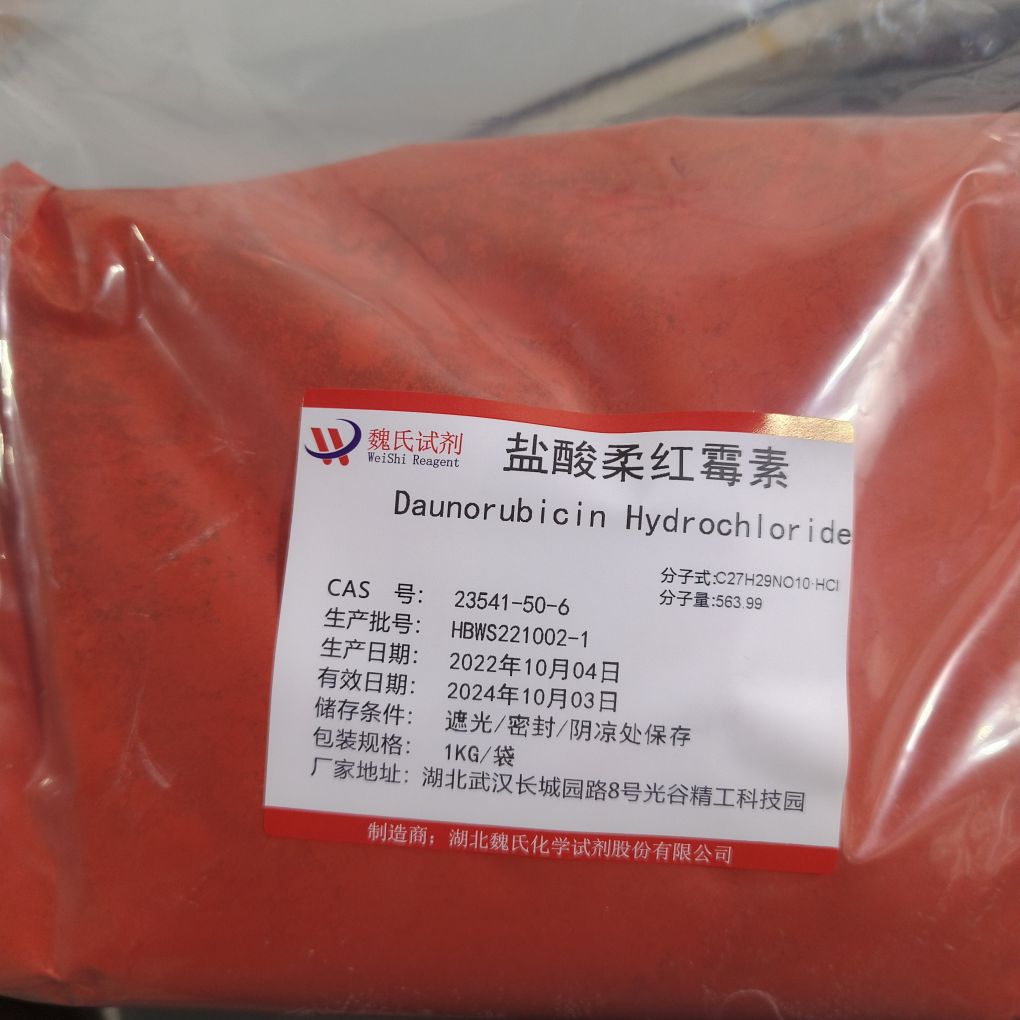 魏氏试剂
WeiShi Reagent
盐酸柔红霉素
Daunorubicin Hydrochloride
分子式:C27H29NO10·HCl
分子量:563.99
CAS 号: 23541-50-6
生产批号: HBWS221002-1
生产日期: 2022年10月04日
有效日期: 2024年10月03日
储存条件: 遮光/密封/阴凉处保存
包装规格: 1KG/袋
厂家地址: 湖北武汉长城园路8号光谷精工科技园
制造商: 湖北魏氏化学试剂股份有限公司